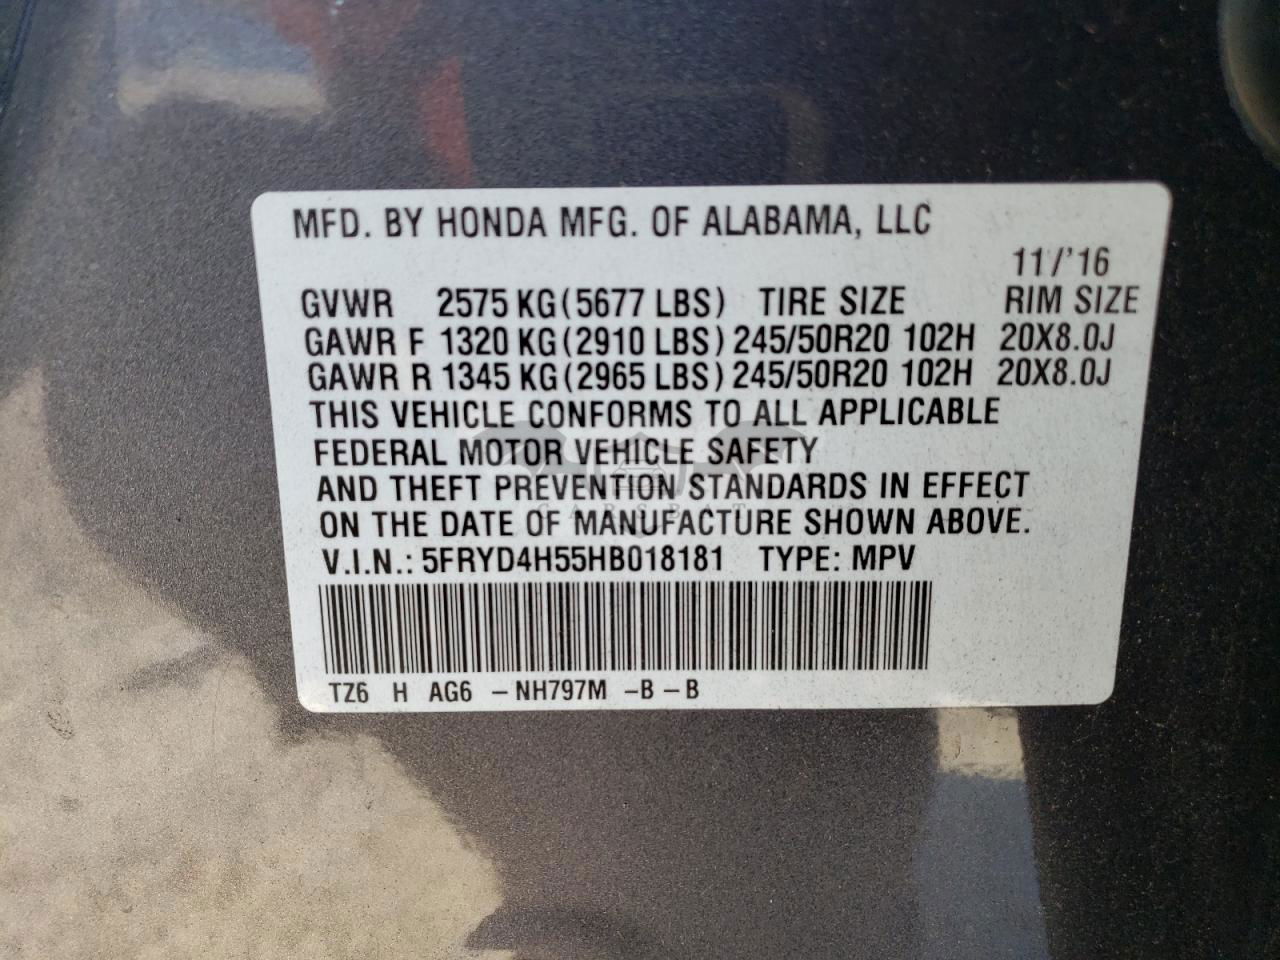 MFD. BY HONDA MFG. OF ALABAMA, LLC
11/'16
GVWR 2575 KG(5677 LBS) TIRE SIZE RIM SIZE
GAWR F 1320 KG(2910 LBS) 245/50R20 102H 20X8.0J
GAWR R 1345 KG(2965 LBS) 245/50R20 102H 20X8.0J
THIS VEHICLE CONFORMS TO ALL APPLICABLE
FEDERAL MOTOR VEHICLE SAFETY
AND THEFT PREVENTION STANDARDS IN EFFECT
CARSBAT
ON THE DATE OF MANUFACTURE SHOWN ABOVE.
V.I.N.: 5FRYD4H55HB018181 TYPE: MPV
TZ6 H AG6 -NH797M -B-B